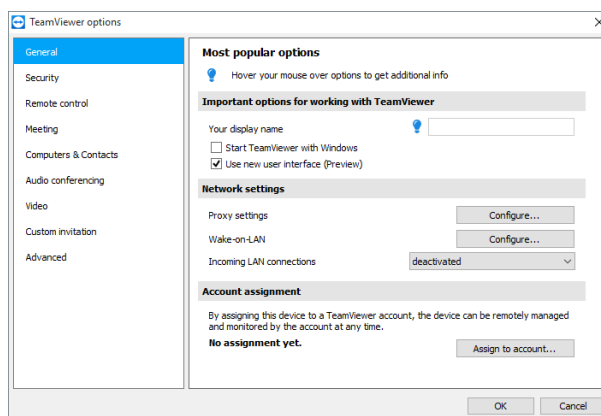 TeamViewer options
General
Security
Remote control
Meeting
Computers & Contacts
Audio conferencing
Video
Custom invitation
Advanced
Most popular options
Hover your mouse over options to get additional info
Important options for working with TeamViewer
Your display name
Start TeamViewer with Windows
Use new user interface (Preview)
Network settings
Proxy settings
Configure...
Wake-on-LAN
Configure...
Incoming LAN connections
deactivated
Account assignment
By assigning this device to a TeamViewer account, the device can be remotely managed
and monitored by the account at any time.
No assignment yet.
Assign to account...
OK
Cancel